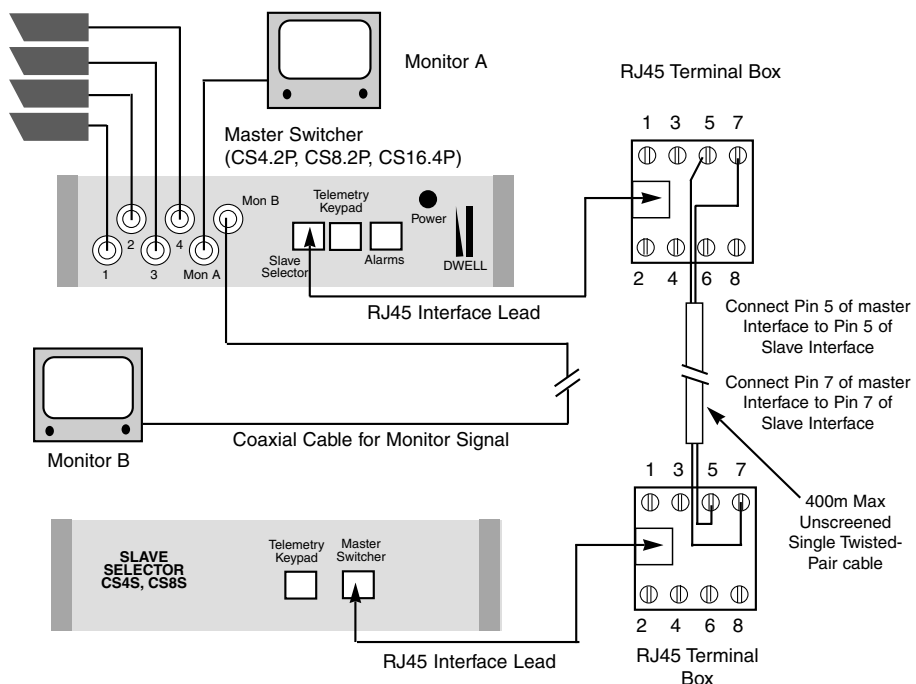 Monitor A
RJ45 Terminal Box
1 3 5 7
Master Switcher
(CS4.2P, CS8.2P, CS16.4P)
Mon B
Telemetry
Keypad
Power
2
4
1
3
Mon A
Slave
Selector
Alarms
DWELL
2 4 6 8
RJ45 Interface Lead
Connect Pin 5 of master
Interface to Pin 5 of
Slave Interface
Connect Pin 7 of master
Interface to Pin 7 of
Slave Interface
Coaxial Cable for Monitor Signal
Monitor B
1 3 5 7
400m Max
Unscreened
Single Twisted-
Pair cable
SLAVE
SELECTOR
CS4S, CS8S
Telemetry
Keypad
Master
Switcher
2 4 6 8
RJ45 Interface Lead
RJ45 Terminal
Box